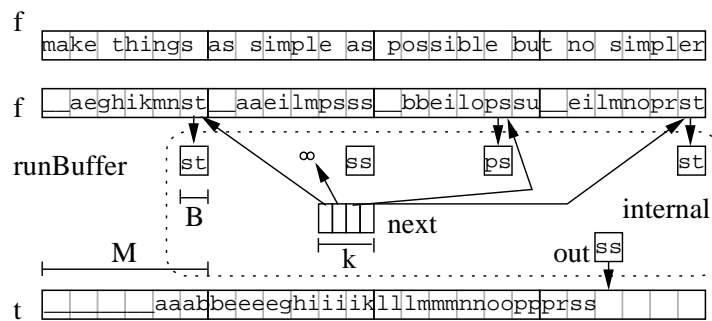 f
make things as simple as possible but no simpler
f
__aeghikmnst__aaeilmpsss__bbeilopssu__eilmnoprst
runBuffer st ∞ ss ps st
B
next internal
k
M out ss
t
________aaabbeeeeghiiiiklllmmmnnooppprss